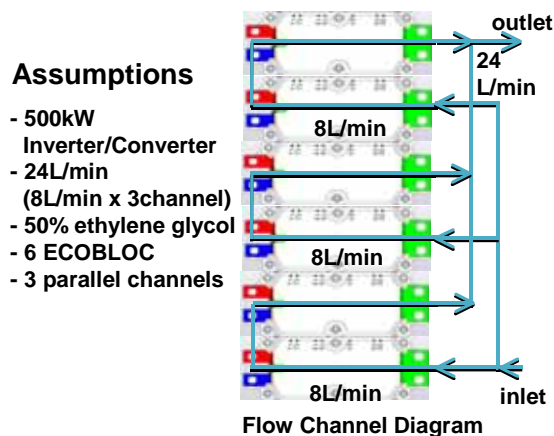 outlet
24
L/min
Assumptions
- 500kW
Inverter/Converter
- 24L/min
(8L/min x 3channel)
- 50% ethylene glycol
- 6 ECOBLOC
- 3 parallel channels
8L/min
8L/min
8L/min
inlet
Flow Channel Diagram